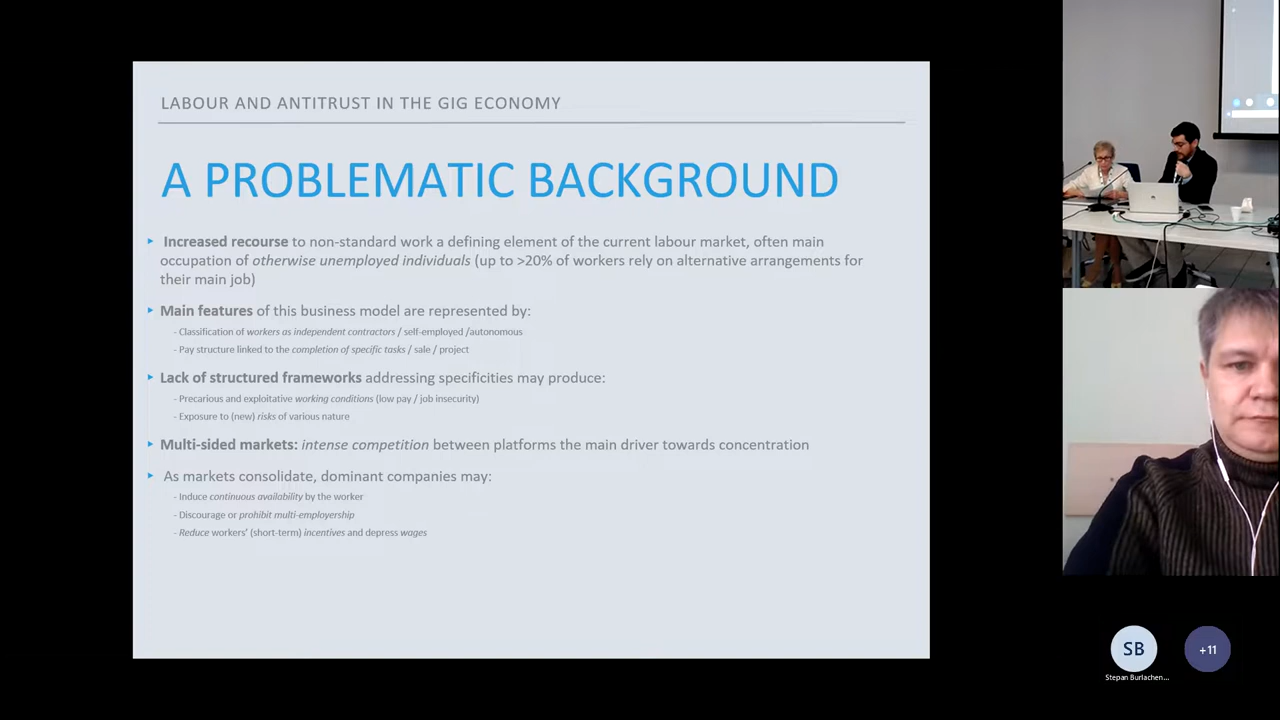 LABOUR AND ANTITRUST IN THE GIG ECONOMY
A PROBLEMATIC BACKGROUND
Increased recourse to non-standard work a defining element of the current labour market, often main
occupation of otherwise unemployed individuals (up to >20% of workers rely on alternative arrangements for
their main job)
Main features of this business model are represented by:
- Classification of workers as independent contractors / self-employed /autonomous
- Pay structure linked to the completion of specific tasks / sale / project
Lack of structured frameworks addressing specificities may produce:
- Precarious and exploitative working conditions (low pay / job insecurity)
- Exposure to (new) risks of various nature
Multi-sided markets: intense competition between platforms the main driver towards concentration
As markets consolidate, dominant companies may:
- Induce continuous availability by the worker
- Discourage or prohibit multi-employership
- Reduce workers' (short-term) incentives and depress wages
SB
+11
Stepan Burlachen...